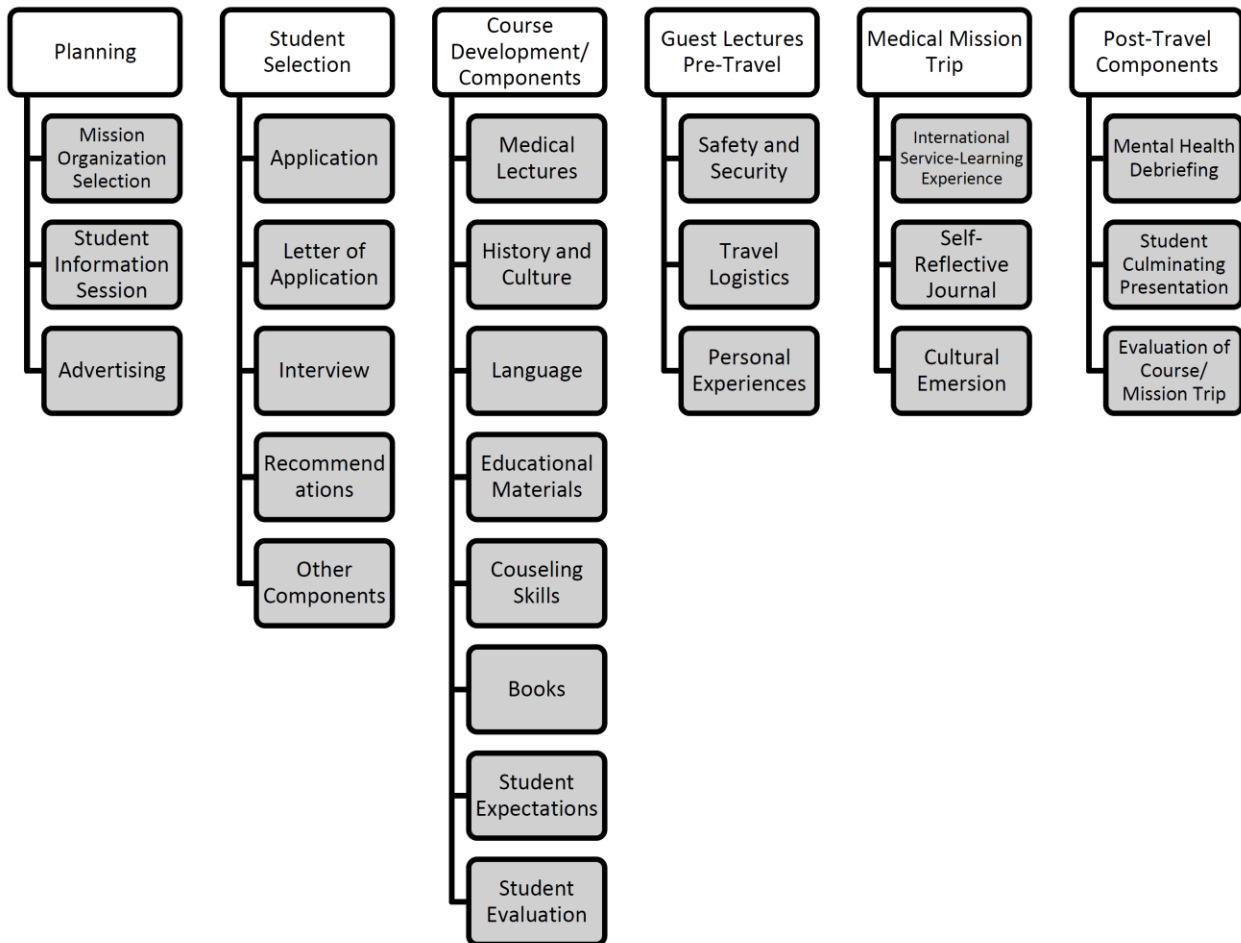 Planning
Mission
Organization
Selection
Student
Information
Session
Advertising
Student
Selection
Application
Letter of
Application
Interview
Recommend
ations
Other
Components
Course
Development/
Components
Medical
Lectures
History and
Culture
Language
Educational
Materials
Couseling
Skills
Books
Student
Expectations
Student
Evaluation
Guest Lectures
Pre-Travel
Safety and
Security
Travel
Logistics
Personal
Experiences
Medical Mission
Trip
International
Service-Learning
Experience
Self-
Reflective
Journal
Cultural
Emersion
Post-Travel
Components
Mental Health
Debriefing
Student
Culminating
Presentation
Evaluation of
Course/
Mission Trip